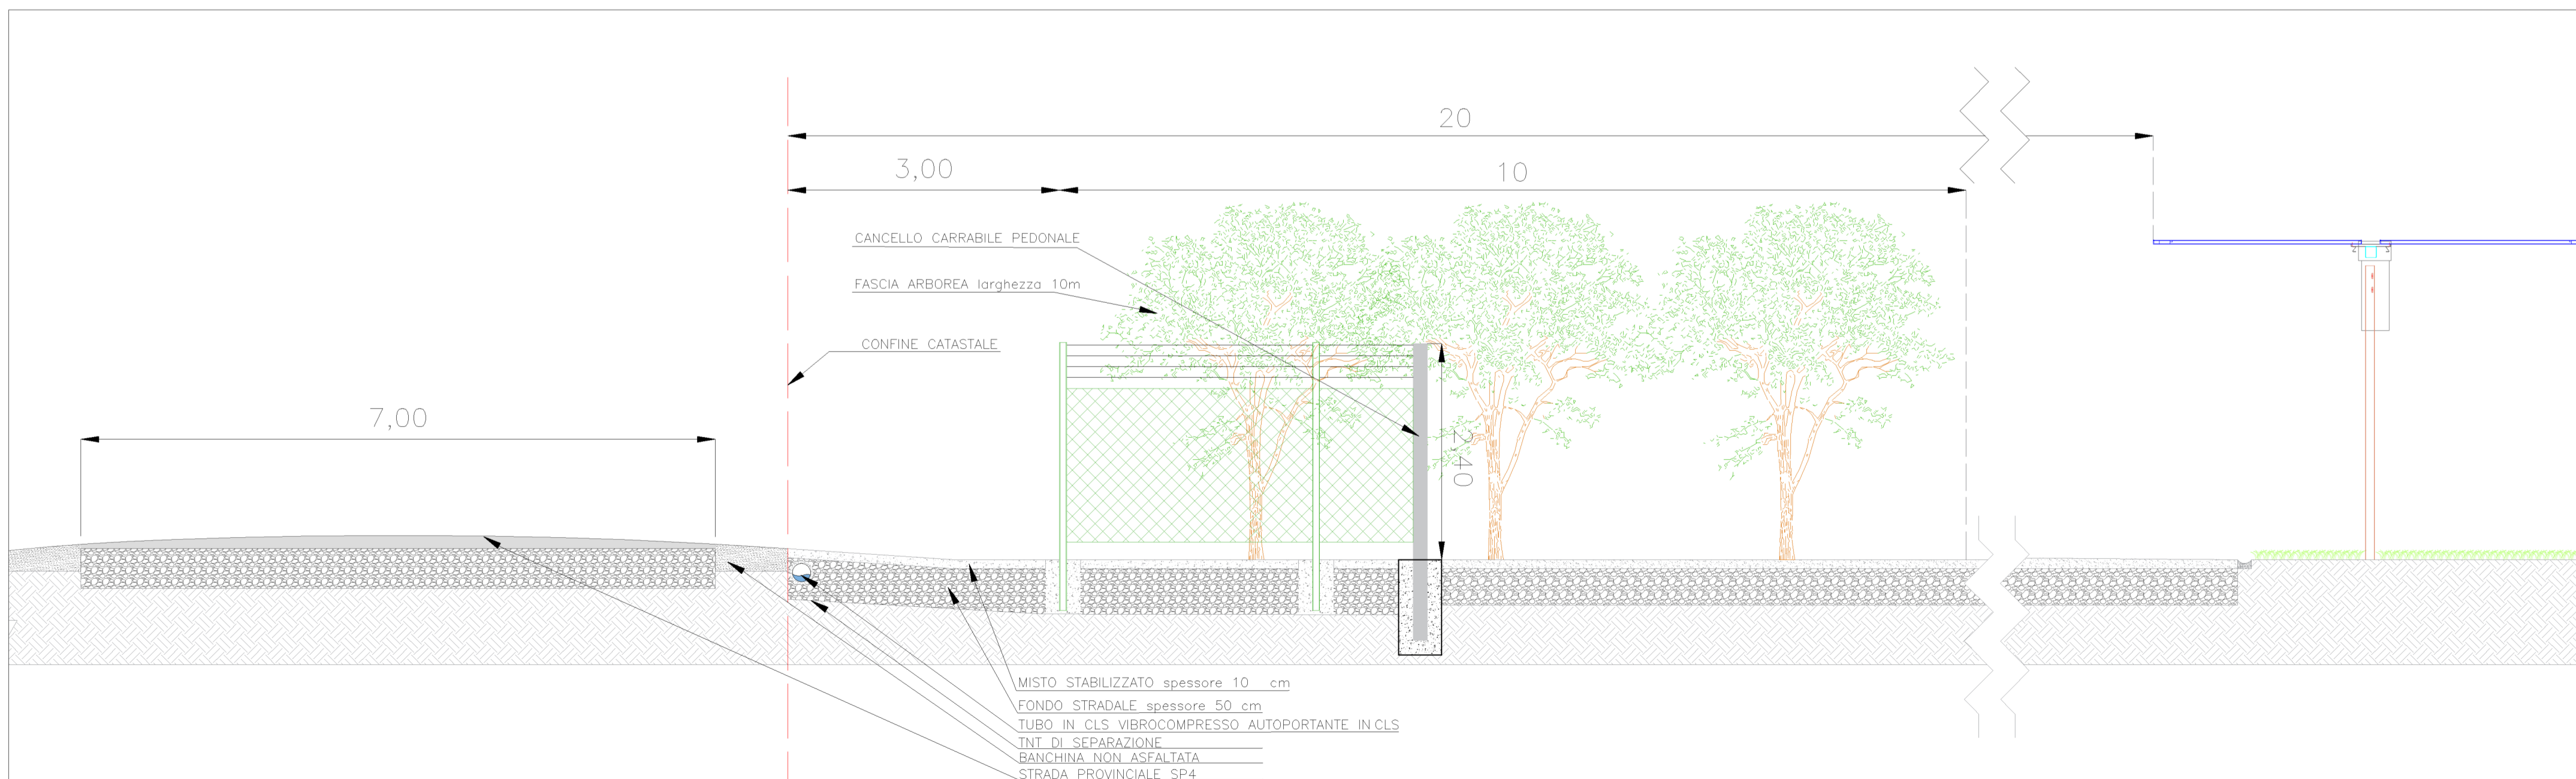 20
3,00
10
CANCELLO CARRABILE PEDONALE
FASCIA ARBOREA larghezza 10m
CONFINE CATASTALE
7,00
2,40
MISTO STABILIZZATO spessore 10 cm
FONDO STRADALE spessore 50 cm
TUBO IN CLS VIBROCOMPRESSO AUTOPORTANTE IN CLS
TNT DI SEPARAZIONE
BANCHINA NON ASFALTATA
STRADA PROVINCIALE SP4